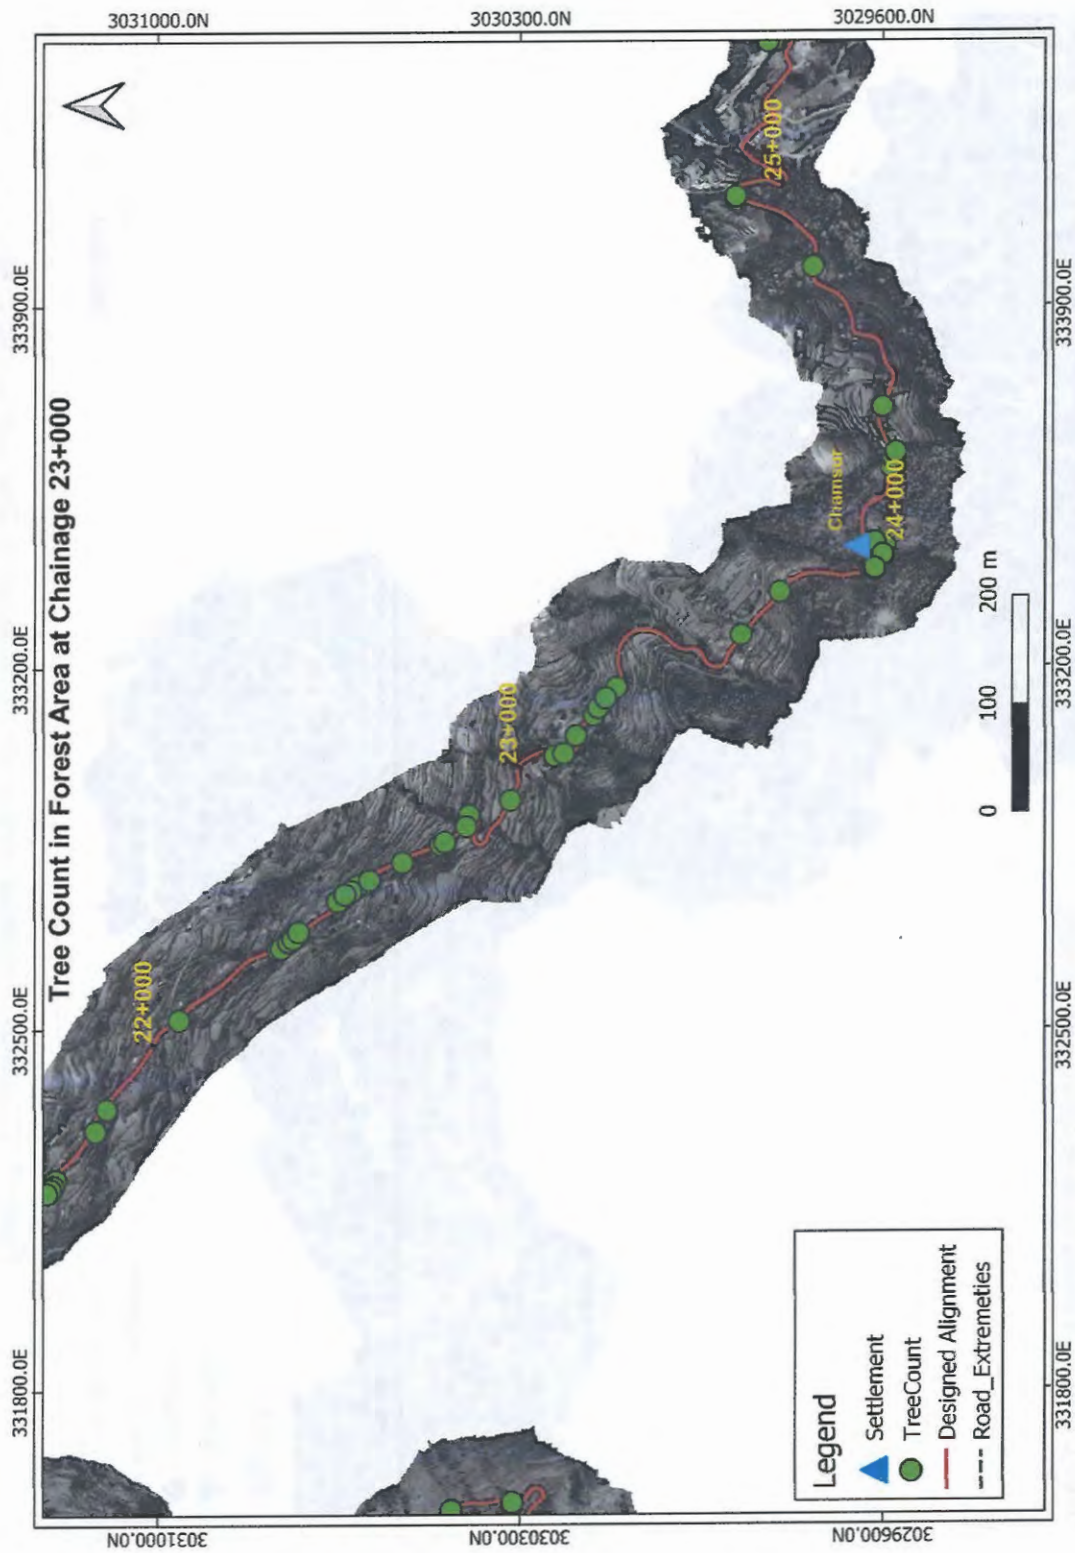 Tree Count in Forest Area at Chainage 23+000
331800.0E
332500.0E
333200.0E
333900.0E
3031000.0N
3031000.0N
3030300.0N
3030300.0N
3029600.0N
3029600.0N
22+000
23+000
24+000
25+000
Chamsur
Legend
Settlement
TreeCount
Designed Alignment
Road_Extremeties
0 100 200 m
331800.0E
332500.0E
333200.0E
333900.0E